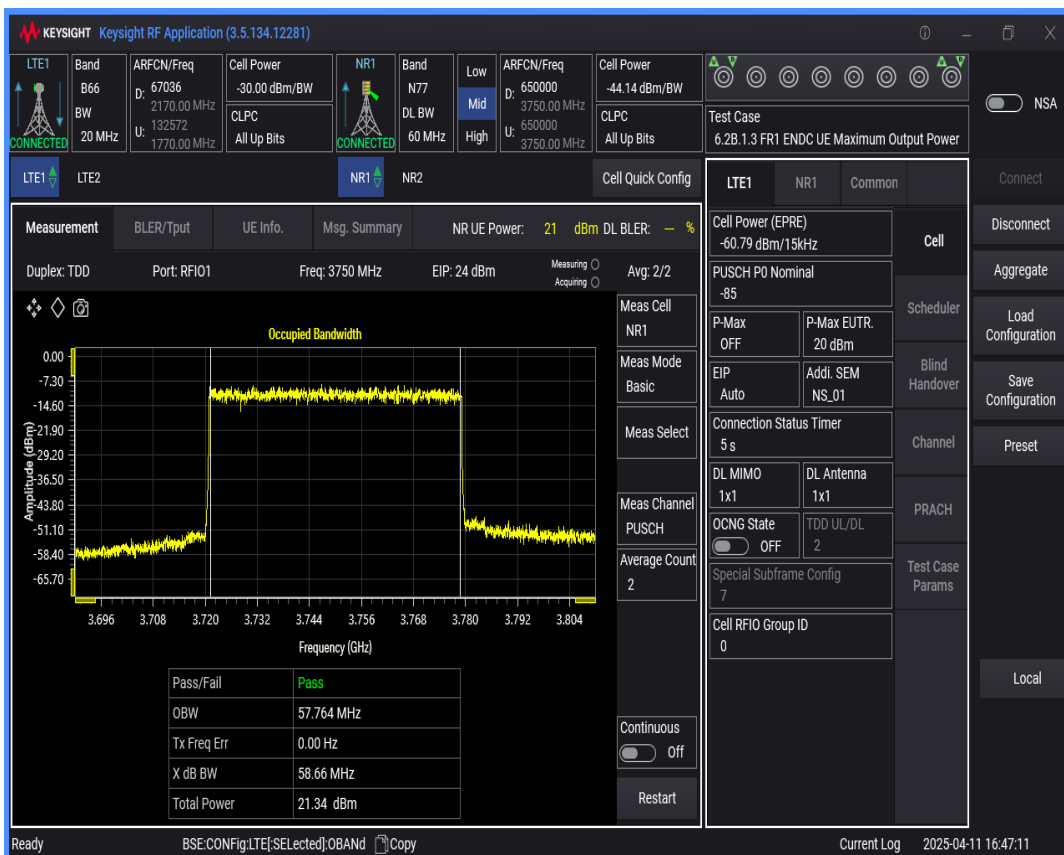 KEYSIGHT Keysight RF Application (3.5.134.12281)
LTE1 Band ARFCN/Freq Cell Power NR1 Band Low ARFCN/Freq Cell Power
B66 D: 67036 -30.00 dBm/BW N77 D: 650000 -44.14 dBm/BW
2170.00 MHz Mid 3750.00 MHz
BW U: 132572 CLPC DL BW U: 650000 CLPC Test Case
CONNECTED 20 MHz 1770.00 MHz All Up Bits CONNECTED 60 MHz High 3750.00 MHz All Up Bits 6.2B.1.3 FR1 ENDC UE Maximum Output Power
NSA
LTE1 LTE2 NR1 NR2 Cell Quick Config
Measurement BLER/Tput UE Info. Msg. Summary NR UE Power: 21 dBm DL BLER: — %
Duplex: TDD Port: RFIO1 Freq: 3750 MHz EIP: 24 dBm Measuring Avg: 2/2
Acquiring
Occupied Bandwidth
0.00
-7.30
-14.60
-21.90
-29.20
-36.50
-43.80
-51.10
-58.40
-65.70
Amplitude (dBm)
3.696 3.708 3.720 3.732 3.744 3.756 3.768 3.780 3.792 3.804
Frequency (GHz)
Pass/Fail Pass
OBW 57.764 MHz
Tx Freq Err 0.00 Hz
X dB BW 58.66 MHz
Total Power 21.34 dBm
Meas Cell
NR1
Meas Mode
Basic
Meas Select
Meas Channel
PUSCH
Average Count
2
Continuous
Off
Restart
LTE1 NR1 Common
Cell Power (EPRE)
-60.79 dBm/15kHz
PUSCH P0 Nominal
-85
P-Max P-Max EUTR.
OFF 20 dBm
EIP Addi. SEM
Auto NS_01
Connection Status Timer
5 s
DL MIMO DL Antenna
1x1 1x1
OCNG State TDD UL/DL
OFF 2
Special Subframe Config
7
Cell RFIO Group ID
0
Cell
Scheduler
Blind
Handover
Channel
PRACH
Test Case
Params
Connect
Disconnect
Aggregate
Load
Configuration
Save
Configuration
Preset
Local
Ready BSE:CONFig:LTE[:SELected]:OBANd Copy Current Log 2025-04-11 16:47:11